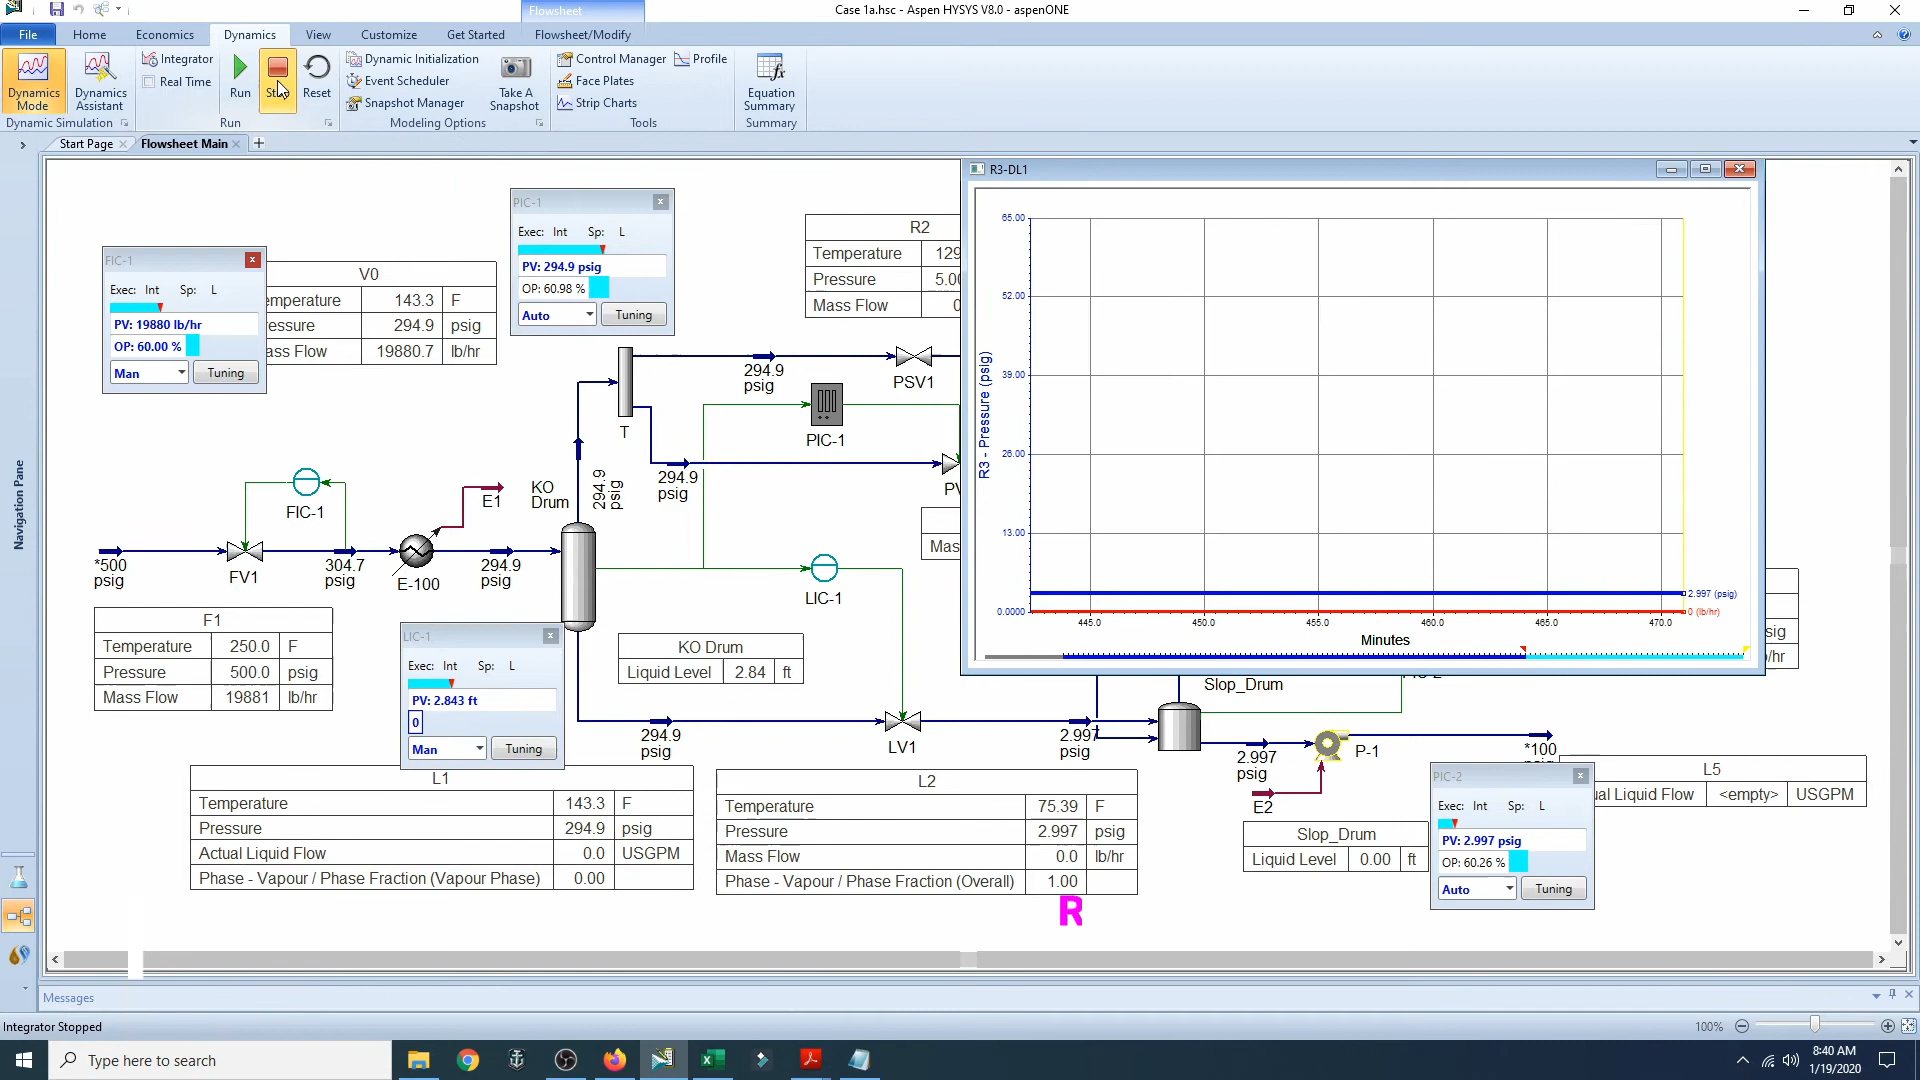 Flowsheet
Case 1a.hsc - Aspen HYSYS V8.0 - aspenONE
File Home Economics Dynamics View Customize Get Started Flowsheet/Modify
Dynamics Mode
Dynamics Assistant
Integrator
Real Time
Run
Reset
Dynamic Initialization
Event Scheduler
Snapshot Manager
Take A Snapshot
Control Manager
Profile
Face Plates
Strip Charts
Equation Summary
Dynamic Simulation Run Modeling Options Tools Summary
Start Page Flowsheet Main
Navigation Pane
FIC-1
Exec: Int Sp: L
PV: 19880 lb/hr
OP: 60.00 %
Man Tuning
V0
143.3 F
294.9 psig
19880.7 lb/hr
PIC-1
Exec: Int Sp: L
PV: 294.9 psig
OP: 60.98 %
Auto Tuning
R2
Temperature
Pressure
Mass Flow
R3-DL1
65.00
52.00
39.00
26.00
13.00
0.0000
R3 - Pressure (psig)
445.0 450.0 455.0 460.0 465.0 470.0
Minutes
2.997 (psig)
0 (lb/hr)
294.9 psig
PSV1
PIC-1
T
294.9 psig
294.9 psig
KO Drum
E1
FIC-1
*500 psig
FV1
304.7 psig
E-100
294.9 psig
LIC-1
F1
Temperature 250.0 F
Pressure 500.0 psig
Mass Flow 19881 lb/hr
LIC-1
Exec: Int Sp: L
PV: 2.843 ft
0
Man Tuning
KO Drum
Liquid Level 2.84 ft
294.9 psig
LV1
2.997 psig
Slop_Drum
2.997 psig
P-1
*100
E2
L1
Temperature 143.3 F
Pressure 294.9 psig
Actual Liquid Flow 0.0 USGPM
Phase - Vapour / Phase Fraction (Vapour Phase) 0.00
L2
Temperature 75.39 F
Pressure 2.997 psig
Mass Flow 0.0 lb/hr
Phase - Vapour / Phase Fraction (Overall) 1.00
R
Slop_Drum
Liquid Level 0.00 ft
PIC-2
Exec: Int Sp: L
PV: 2.997 psig
OP: 60.26 %
Auto Tuning
L5
Liquid Flow <empty> USGPM
Messages
Integrator Stopped
100%
Type here to search
8:40 AM
1/19/2020